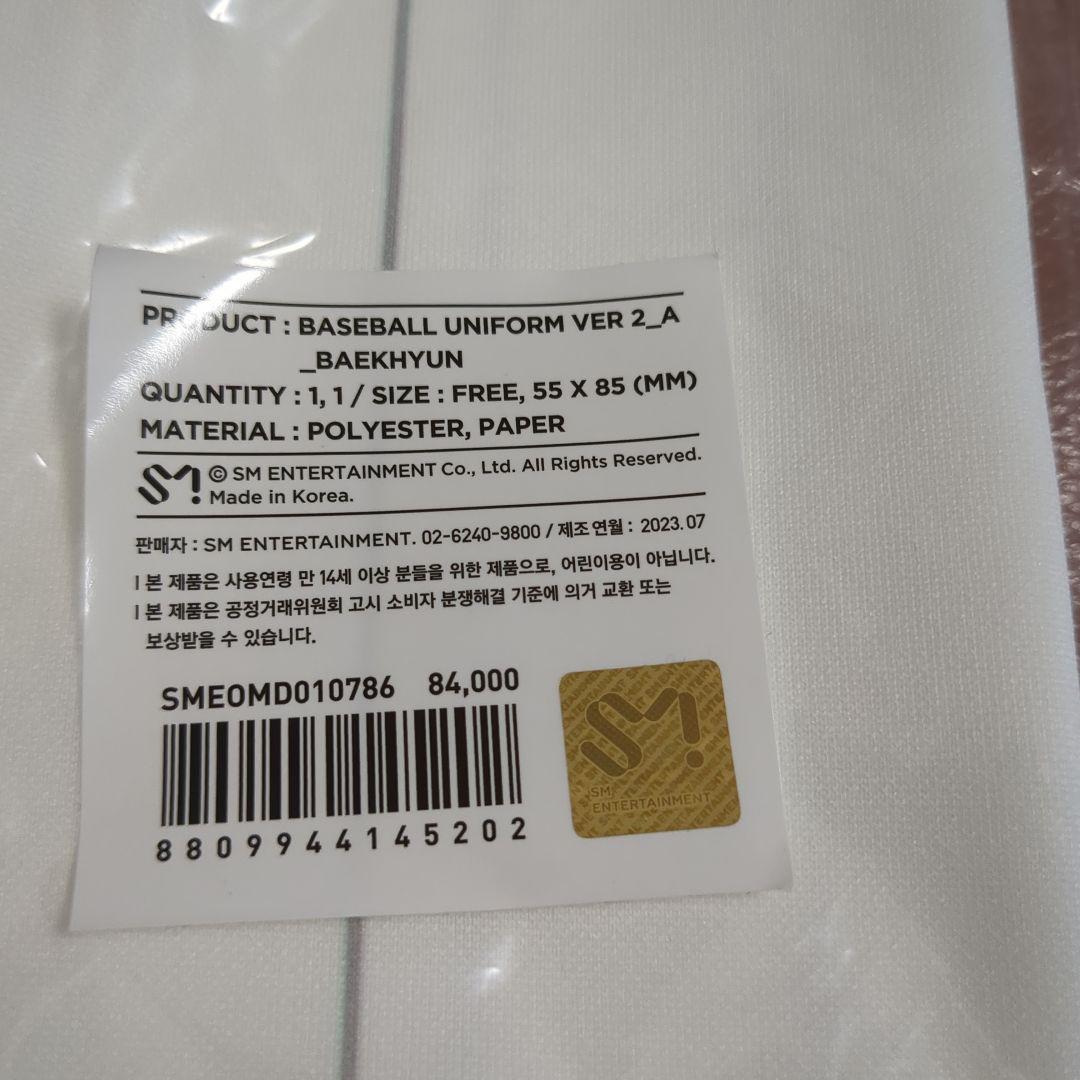 PRODUCT : BASEBALL UNIFORM VER 2_A
_BAEKHYUN
QUANTITY : 1, 1 / SIZE : FREE, 55 X 85 (MM)
MATERIAL : POLYESTER, PAPER
SM!
© SM ENTERTAINMENT Co., Ltd. All Rights Reserved.
Made in Korea.
판매자 : SM ENTERTAINMENT. 02-6240-9800 / 제조연월 : 2023.07
l 본 제품은 사용연령 만 14세 이상 분들을 위한 제품으로, 어린이용이 아닙니다.
l 본 제품은 공정거래위원회 고시 소비자 분쟁해결 기준에 의거 교환 또는
보상받을 수 있습니다.
SMEOMD010786 84,000
8809944145202
SM!
SM
ENTERTAINMENT